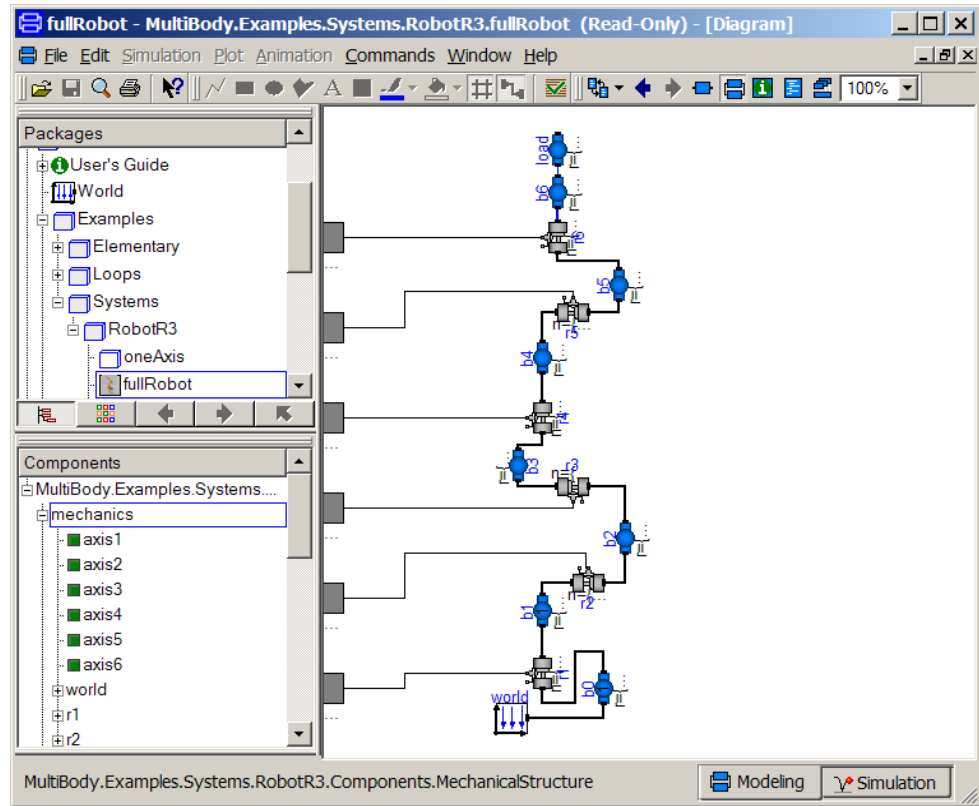 fullRobot - MultiBody.Examples.Systems.RobotR3.fullRobot (Read-Only) - [Diagram]
File Edit Simulation Plot Animation Commands Window Help
100%
Packages
User's Guide
World
Examples
Elementary
Loops
Systems
RobotR3
oneAxis
fullRobot
Components
MultiBody.Examples.Systems....
mechanics
axis1
axis2
axis3
axis4
axis5
axis6
world
r1
r2
load
b6
r6
b5
n=
r5
b4
r4
b3
r3
n=
b2
n=
r2
b1
r1
b0
world
MultiBody.Examples.Systems.RobotR3.Components.MechanicalStructure
Modeling
Simulation